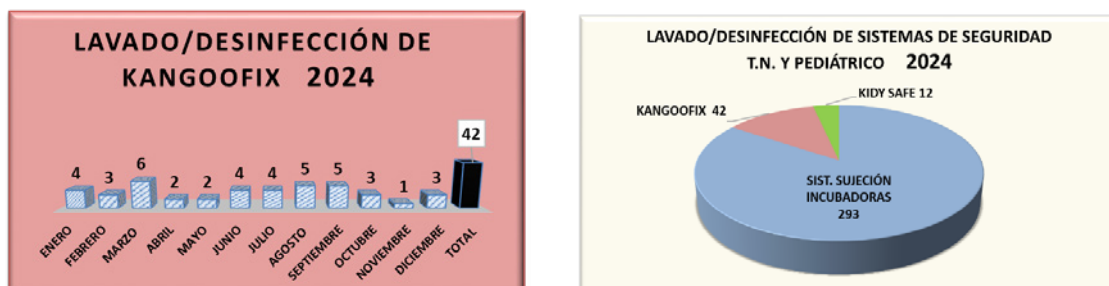 LAVADO/DESINFECCIÓN DE
KANGOOFIX 2024
42
4
3
6
2
2
4
4
5
5
3
1
3
ENERO
FEBRERO
MARZO
ABRIL
MAYO
JUNIO
JULIO
AGOSTO
SEPTIEMBRE
OCTUBRE
NOVIEMBRE
DICIEMBRE
TOTAL
LAVADO/DESINFECCIÓN DE SISTEMAS DE SEGURIDAD
T.N. Y PEDIÁTRICO 2024
KIDY SAFE 12
KANGOOFIX 42
SIST. SUJECIÓN
INCUBADORAS
293